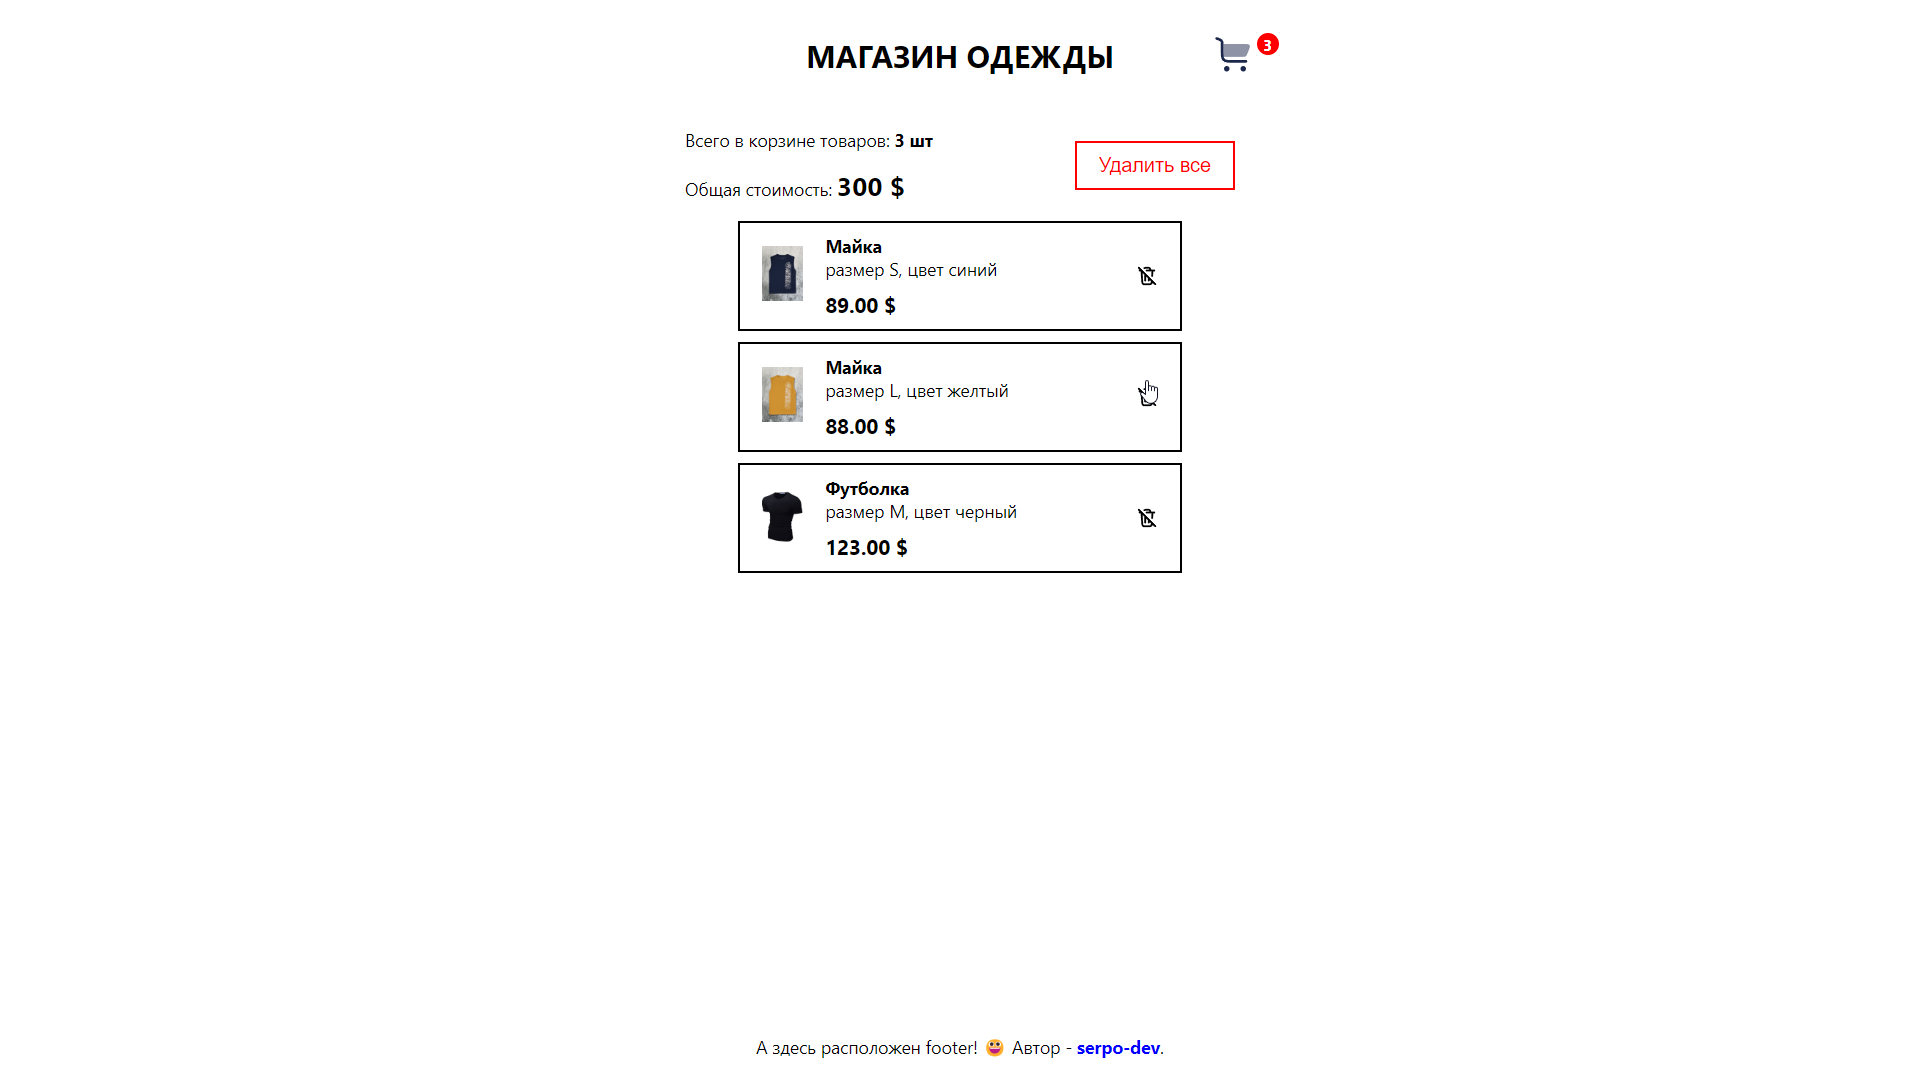 МАГАЗИН ОДЕЖДЫ
3
Всего в корзине товаров: 3 шт
Удалить все
Общая стоимость: 300 $
Майка
размер S, цвет синий
89.00 $
Майка
размер L, цвет желтый
88.00 $
Футболка
размер M, цвет черный
123.00 $
А здесь расположен footer! 😀 Автор - serpo-dev.